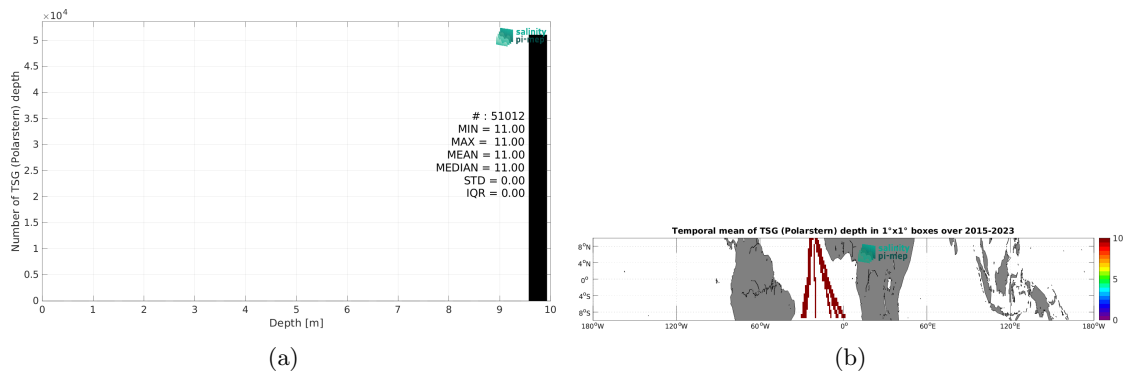 ×10⁴
5
4.5
4
3.5
3
2.5
2
1.5
1
0.5
0
Number of TSG (Polarstern) depth
salinity
pi-mep
# : 51012
MIN = 11.00
MAX = 11.00
MEAN = 11.00
MEDIAN = 11.00
STD = 0.00
IQR = 0.00
0 1 2 3 4 5 6 7 8 9 10
Depth [m]
(a)
Temporal mean of TSG (Polarstern) depth in 1°x1° boxes over 2015-2023
8°N
4°N
0°
4°S
8°S
salinity
pi-mep
180°W 120°W 60°W 0° 60°E 120°E 180°W
10
5
0
(b)